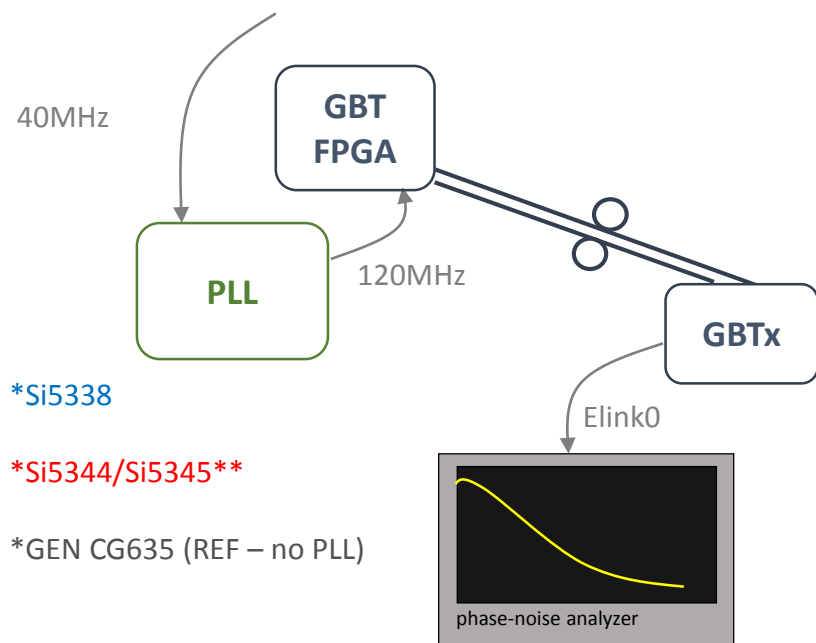 40MHz
GBT
FPGA
PLL
120MHz
GBTx
*Si5338
Elink0
*Si5344/Si5345**
*GEN CG635 (REF – no PLL)
phase-noise analyzer